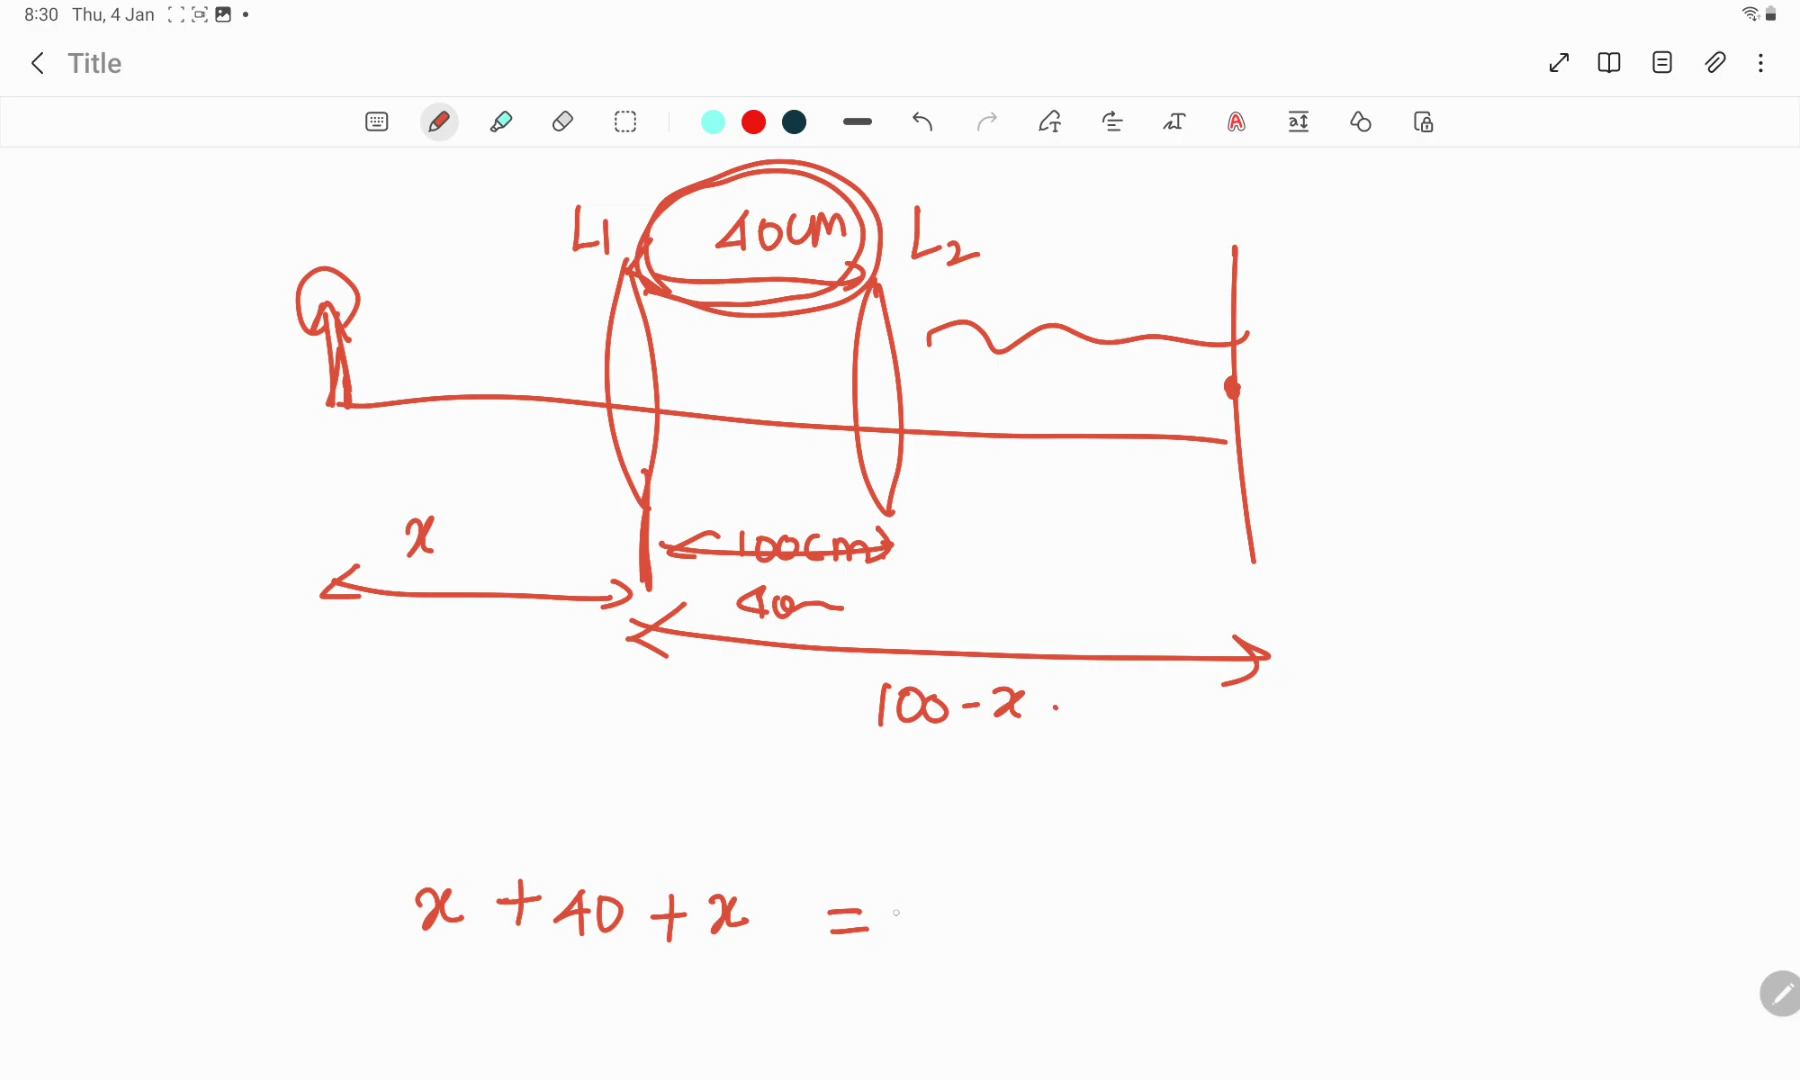 8:30 Thu, 4 Jan
Title
L1 40cm L2
x
100cm
40
100-x .
x + 40 + x =